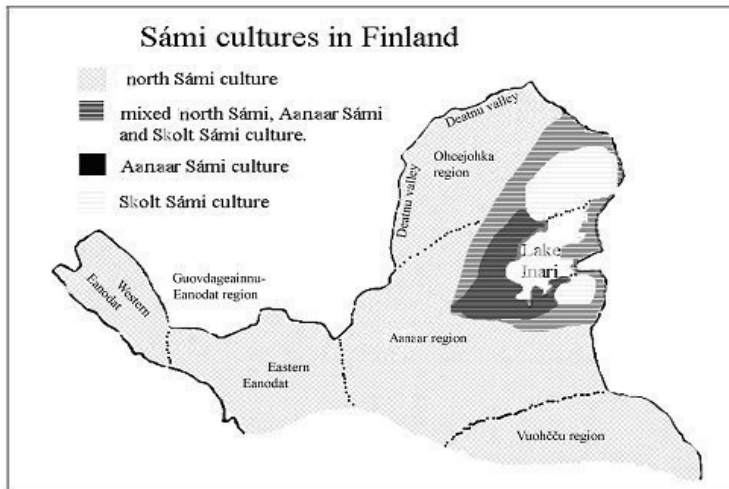 Sámi cultures in Finland
north Sámi culture
mixed north Sámi, Aanaar Sámi
and Skolt Sámi culture.
Aanaar Sámi culture
Skolt Sámi culture
Deatnu valley
Ohcejohka
region
Deatnu valley
Lake
Inari
Western
Eanodat
Guovdageainnu-
Eanodat region
Aanaar region
Eastern
Eanodat
Vuohčču region